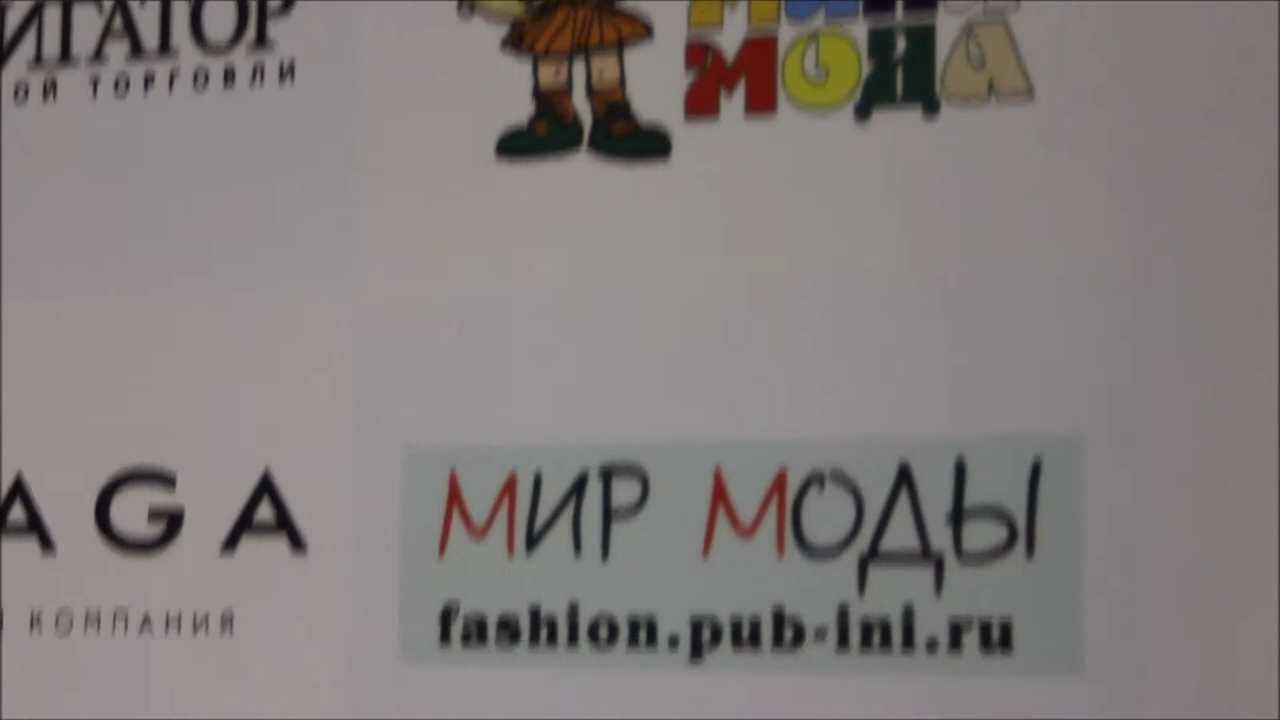 ИГАТОР
ОЙ ТОРГОВЛИ
МОДА
AGA
КОМПАНИЯ
МИР МОДЫ
fashion.pub-ini.ru